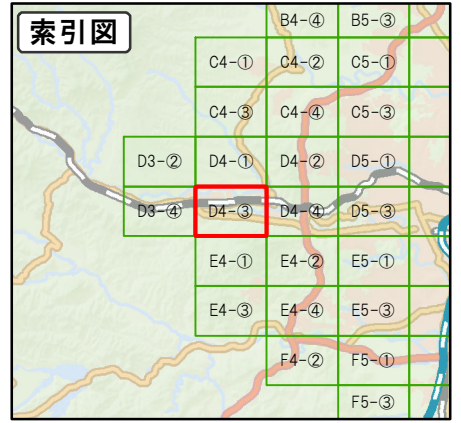 索引図
B4-④ B5-③
C4-① C4-② C5-①
C4-③ C4-④ C5-③
D3-② D4-① D4-② D5-①
D3-④ D4-③ D4-④ D5-③
E4-① E4-② E5-①
E4-③ E4-④ E5-③
F4-② F5-①
F5-③